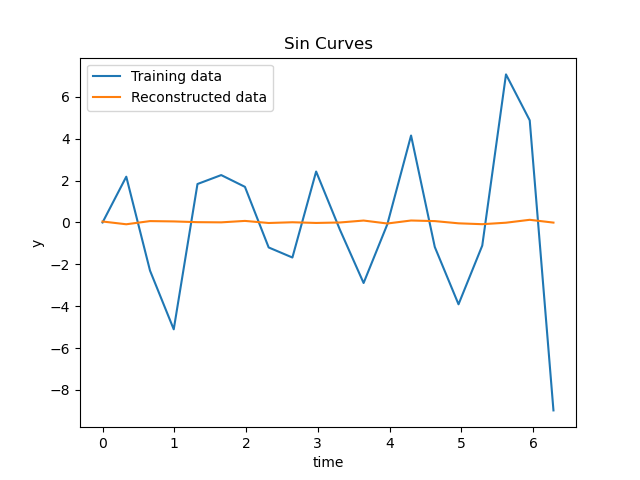 Sin Curves
Training data
Reconstructed data
y
6
4
2
0
−2
−4
−6
−8
0 1 2 3 4 5 6
time